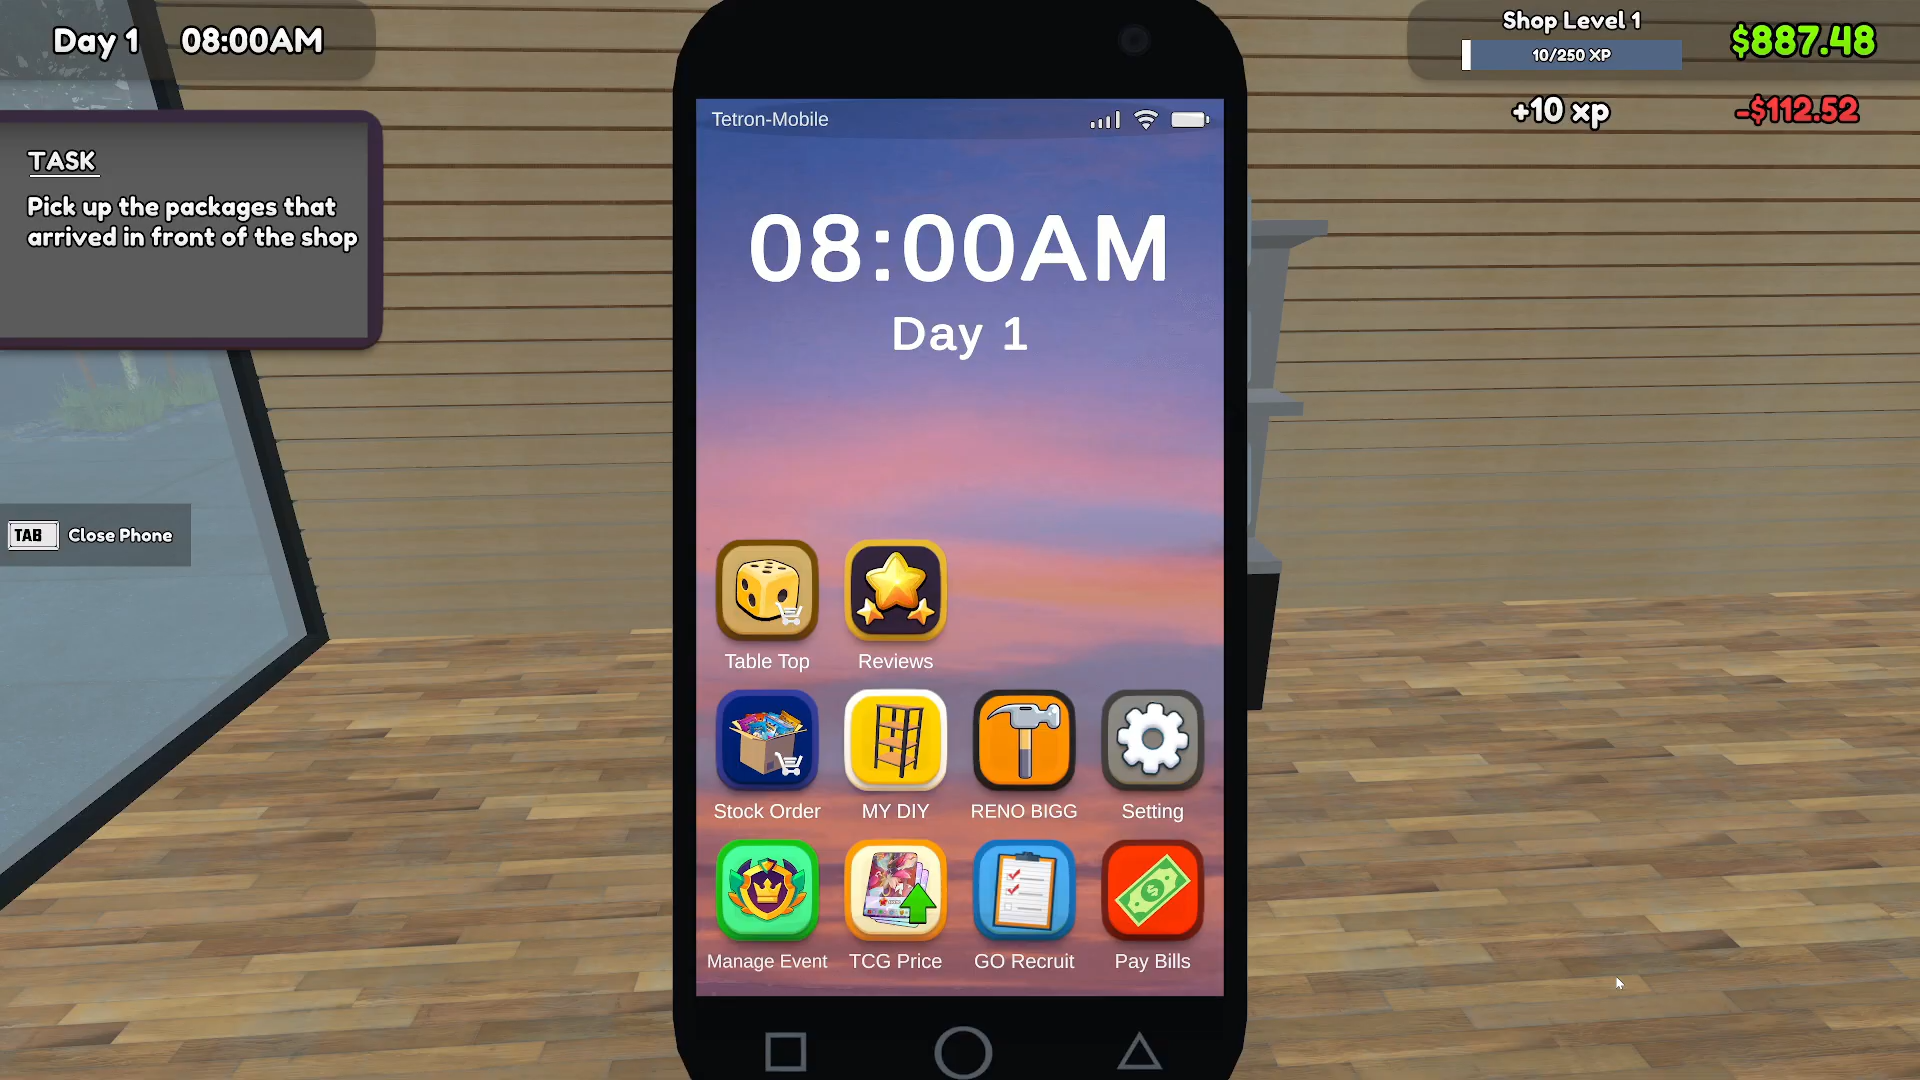 Day 1 08:00AM
Shop Level 1
10/250 XP
$887.48
+10 xp
-$112.52
TASK
Pick up the packages that
arrived in front of the shop
TAB Close Phone
Tetron-Mobile
08:00AM
Day 1
Table Top Reviews
Stock Order MY DIY RENO BIGG Setting
Manage Event TCG Price GO Recruit Pay Bills